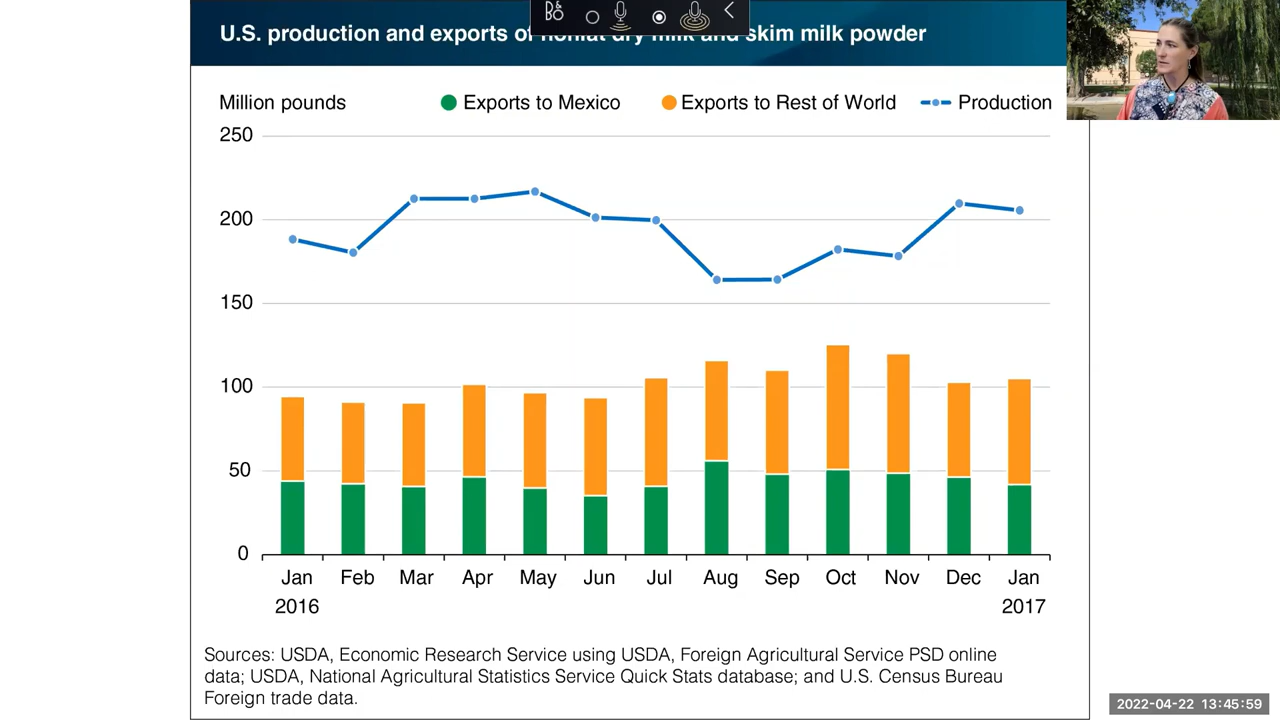 B&
O
U.S. production and exports of nonfat dry milk and skim milk powder
Million pounds
Exports to Mexico
Exports to Rest of World
Production
250
200
150
100
50
0
Jan Feb Mar Apr May Jun Jul Aug Sep Oct Nov Dec Jan
2016 2017
Sources: USDA, Economic Research Service using USDA, Foreign Agricultural Service PSD online
data; USDA, National Agricultural Statistics Service Quick Stats database; and U.S. Census Bureau
Foreign trade data.
2022-04-22 13:45:59